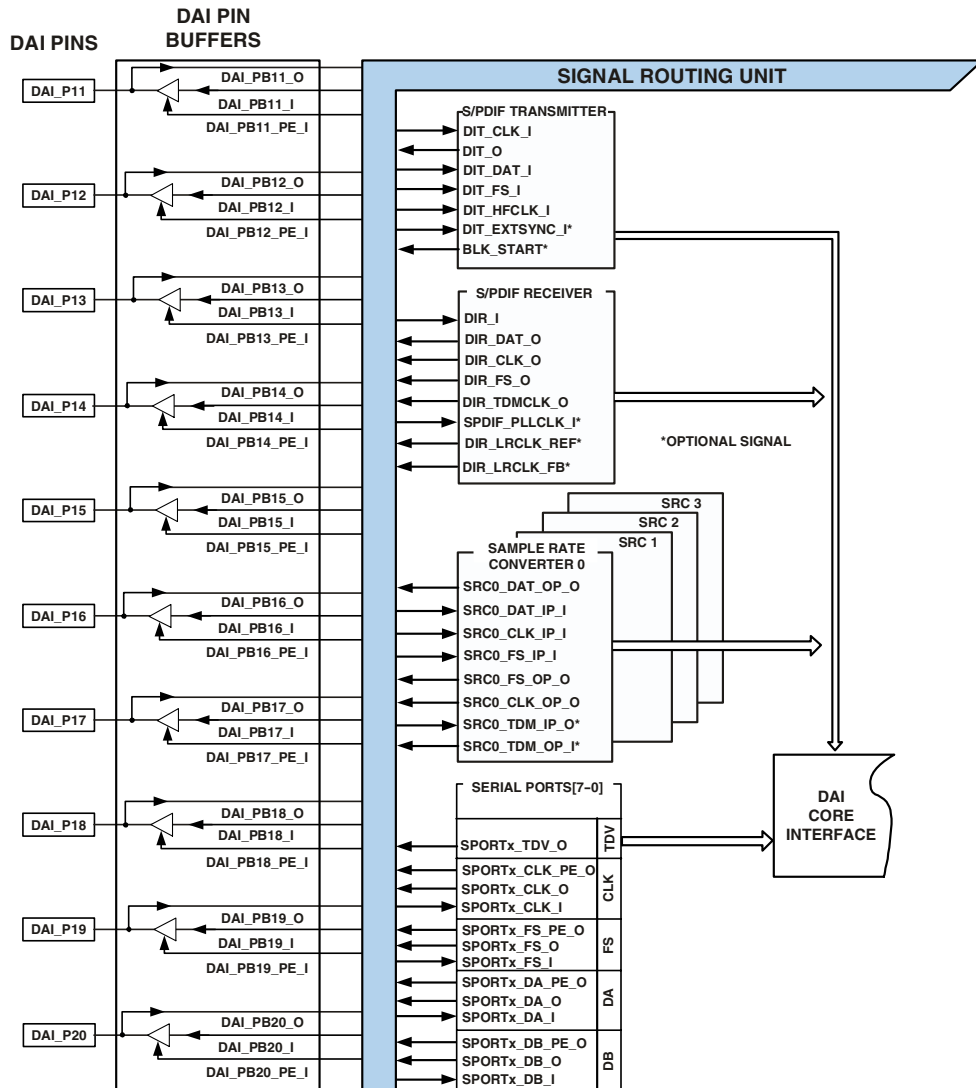 DAI PINS
DAI PIN
BUFFERS
SIGNAL ROUTING UNIT
DAI_P11
DAI_PB11_O
DAI_PB11_I
DAI_PB11_PE_I
DAI_P12
DAI_PB12_O
DAI_PB12_I
DAI_PB12_PE_I
DAI_P13
DAI_PB13_O
DAI_PB13_I
DAI_PB13_PE_I
DAI_P14
DAI_PB14_O
DAI_PB14_I
DAI_PB14_PE_I
DAI_P15
DAI_PB15_O
DAI_PB15_I
DAI_PB15_PE_I
DAI_P16
DAI_PB16_O
DAI_PB16_I
DAI_PB16_PE_I
DAI_P17
DAI_PB17_O
DAI_PB17_I
DAI_PB17_PE_I
DAI_P18
DAI_PB18_O
DAI_PB18_I
DAI_PB18_PE_I
DAI_P19
DAI_PB19_O
DAI_PB19_I
DAI_PB19_PE_I
DAI_P20
DAI_PB20_O
DAI_PB20_I
DAI_PB20_PE_I
S/PDIF TRANSMITTER
DIT_CLK_I
DIT_O
DIT_DAT_I
DIT_FS_I
DIT_HFCLK_I
DIT_EXTSYNC_I*
BLK_START*
S/PDIF RECEIVER
DIR_I
DIR_DAT_O
DIR_CLK_O
DIR_FS_O
DIR_TDMCLK_O
SPDIF_PLLCLK_I*
DIR_LRCLK_REF*
DIR_LRCLK_FB*
*OPTIONAL SIGNAL
SRC 3
SRC 2
SRC 1
SAMPLE RATE
CONVERTER 0
SRC0_DAT_OP_O
SRC0_DAT_IP_I
SRC0_CLK_IP_I
SRC0_FS_IP_I
SRC0_FS_OP_O
SRC0_CLK_OP_O
SRC0_TDM_IP_O*
SRC0_TDM_OP_I*
SERIAL PORTS[7-0]
SPORTx_TDV_O
TDV
SPORTx_CLK_PE_O
SPORTx_CLK_O
SPORTx_CLK_I
CLK
SPORTx_FS_PE_O
SPORTx_FS_O
SPORTx_FS_I
FS
SPORTx_DA_PE_O
SPORTx_DA_O
SPORTx_DA_I
DA
SPORTx_DB_PE_O
SPORTx_DB_O
SPORTx_DB_I
DB
DAI
CORE
INTERFACE